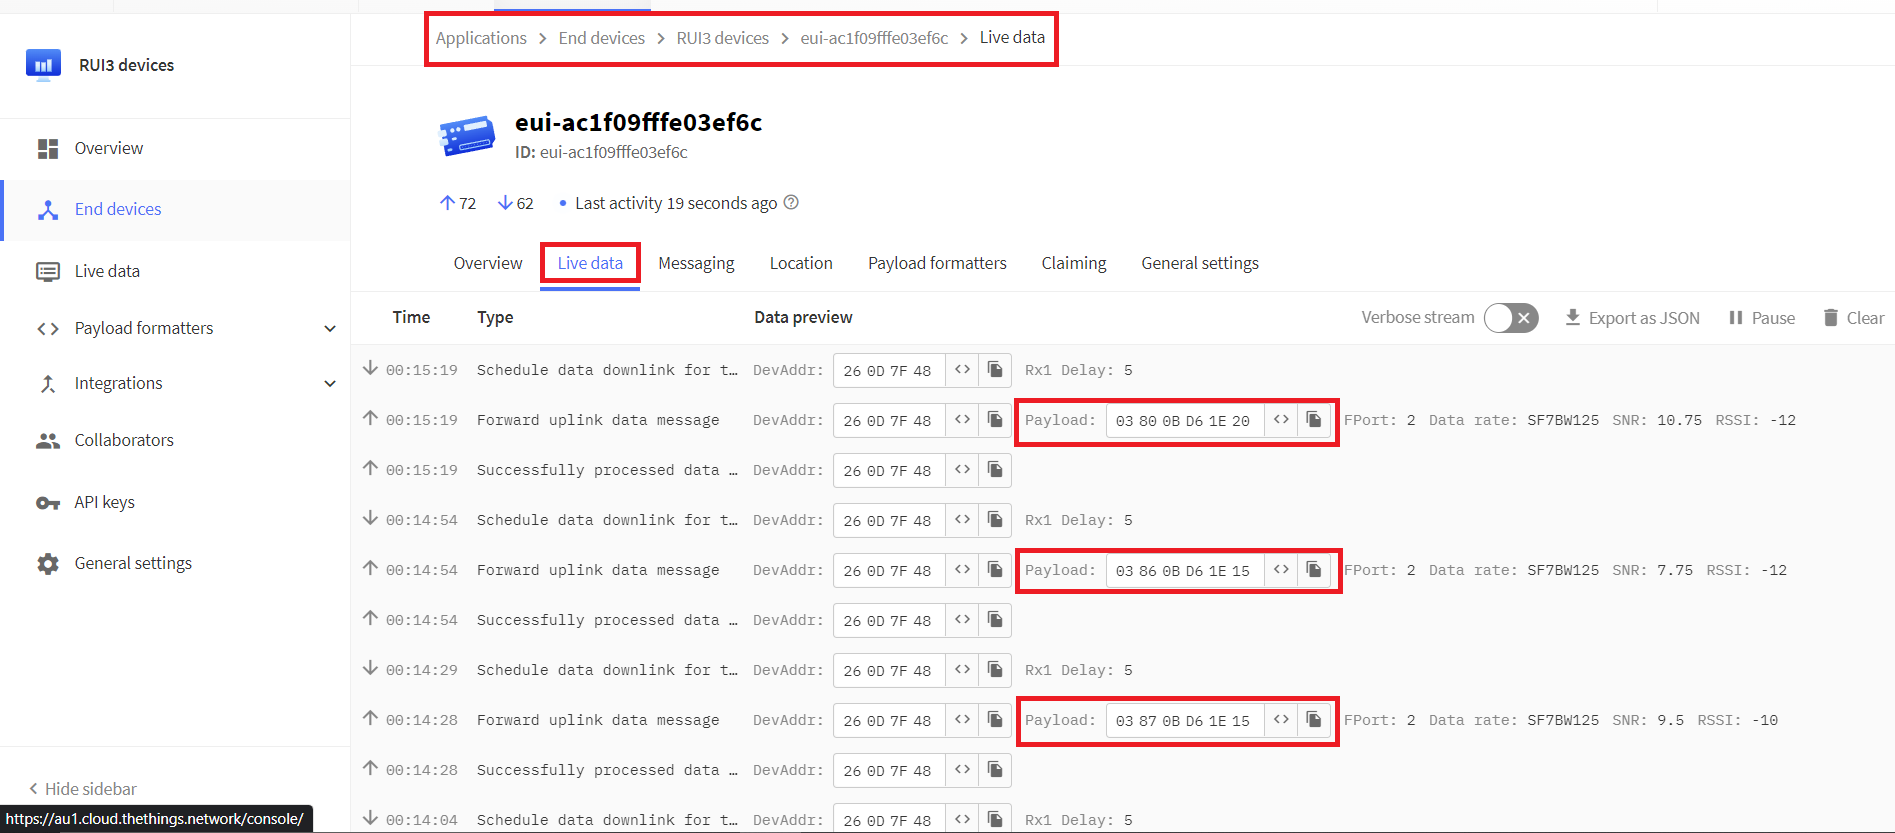 Applications > End devices > RUI3 devices > eui-ac1f09fffe03ef6c > Live data
RUI3 devices
Overview
End devices
Live data
Payload formatters
Integrations
Collaborators
API keys
General settings
< Hide sidebar
https://au1.cloud.thethings.network/console/
eui-ac1f09fffe03ef6c
ID: eui-ac1f09fffe03ef6c
↑ 72 ↓ 62 • Last activity 19 seconds ago ?
Overview Live data Messaging Location Payload formatters Claiming General settings
Time Type Data preview Verbose stream Export as JSON Pause Clear
↓ 00:15:19 Schedule data downlink for t… DevAddr: 26 0D 7F 48 <> Rx1 Delay: 5
↑ 00:15:19 Forward uplink data message DevAddr: 26 0D 7F 48 <> Payload: 03 80 0B D6 1E 20 <> FPort: 2 Data rate: SF7BW125 SNR: 10.75 RSSI: -12
↑ 00:15:19 Successfully processed data … DevAddr: 26 0D 7F 48 <>
↓ 00:14:54 Schedule data downlink for t… DevAddr: 26 0D 7F 48 <> Rx1 Delay: 5
↑ 00:14:54 Forward uplink data message DevAddr: 26 0D 7F 48 <> Payload: 03 86 0B D6 1E 15 <> FPort: 2 Data rate: SF7BW125 SNR: 7.75 RSSI: -12
↑ 00:14:54 Successfully processed data … DevAddr: 26 0D 7F 48 <>
↓ 00:14:29 Schedule data downlink for t… DevAddr: 26 0D 7F 48 <> Rx1 Delay: 5
↑ 00:14:28 Forward uplink data message DevAddr: 26 0D 7F 48 <> Payload: 03 87 0B D6 1E 15 <> FPort: 2 Data rate: SF7BW125 SNR: 9.5 RSSI: -10
↑ 00:14:28 Successfully processed data … DevAddr: 26 0D 7F 48 <>
↓ 00:14:04 Schedule data downlink for t… DevAddr: 26 0D 7F 48 <> Rx1 Delay: 5